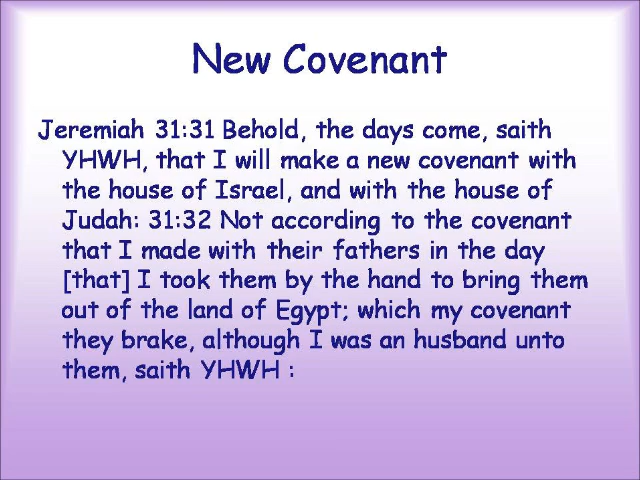 New Covenant
Jeremiah 31:31 Behold, the days come, saith
YHWH, that I will make a new covenant with
the house of Israel, and with the house of
Judah: 31:32 Not according to the covenant
that I made with their fathers in the day
[that] I took them by the hand to bring them
out of the land of Egypt; which my covenant
they brake, although I was an husband unto
them, saith YHWH :